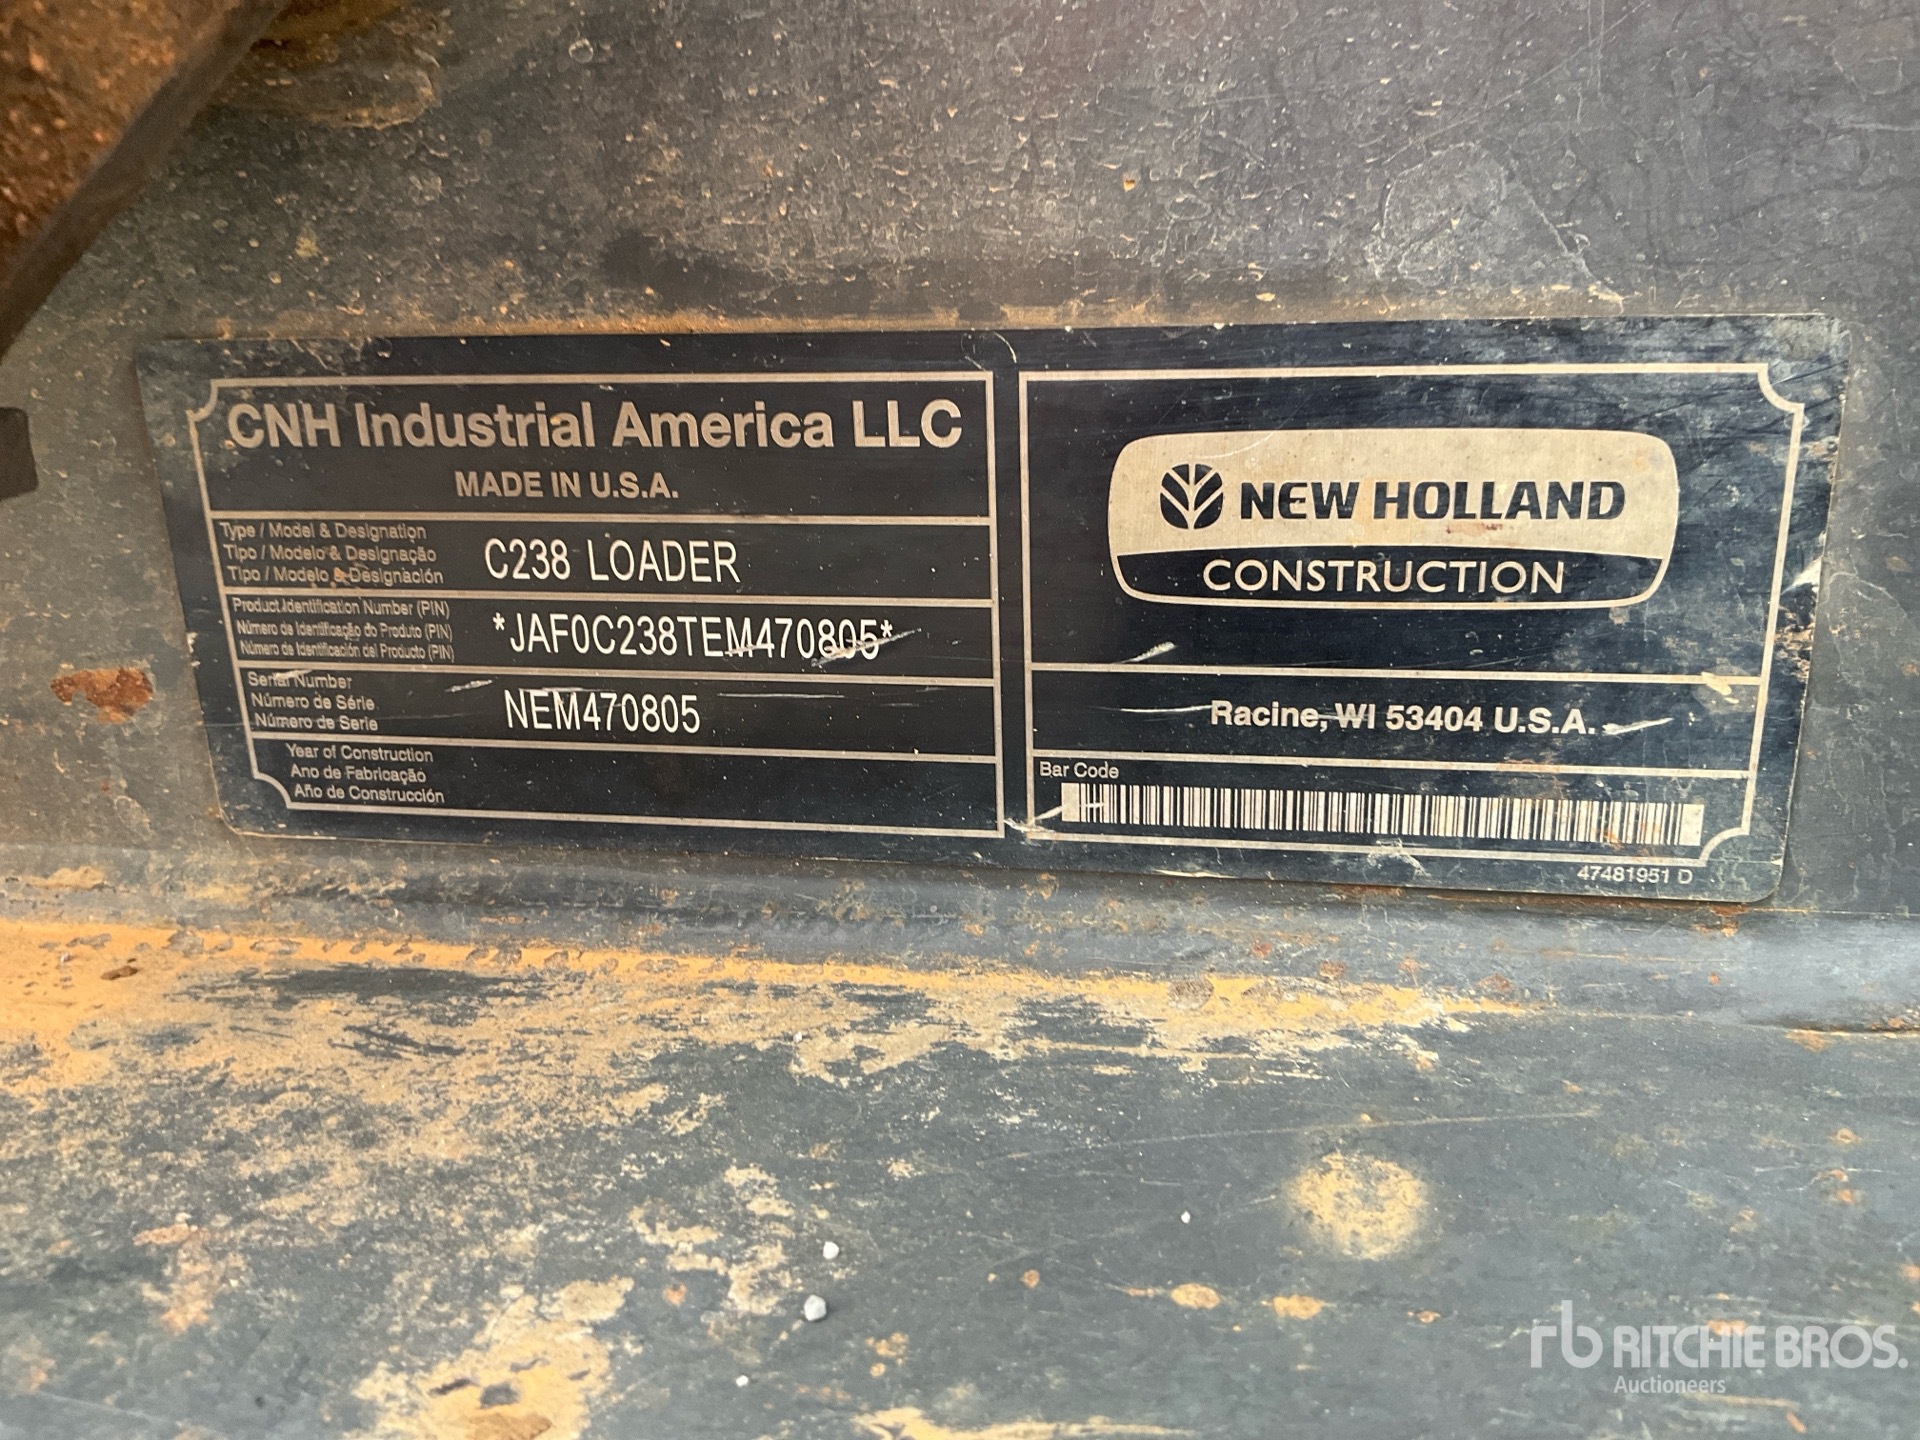 CNH Industrial America LLC
MADE IN U.S.A.
Type / Model & Designation
Tipo / Modelo & Designação
Tipo / Modelo & Designación
C238 LOADER
Product Identification Number (PIN)
Número de Identificação do Produto (PIN)
Número de Identificación del Producto (PIN)
*JAF0C238TEM470805*
Serial Number
Número de Série
Número de Serie
NEM470805
Year of Construction
Ano de Fabricação
Año de Construcción
NEW HOLLAND
CONSTRUCTION
Racine, WI 53404 U.S.A.
Bar Code
47481951 D
rb RITCHIE BROS.
Auctioneers